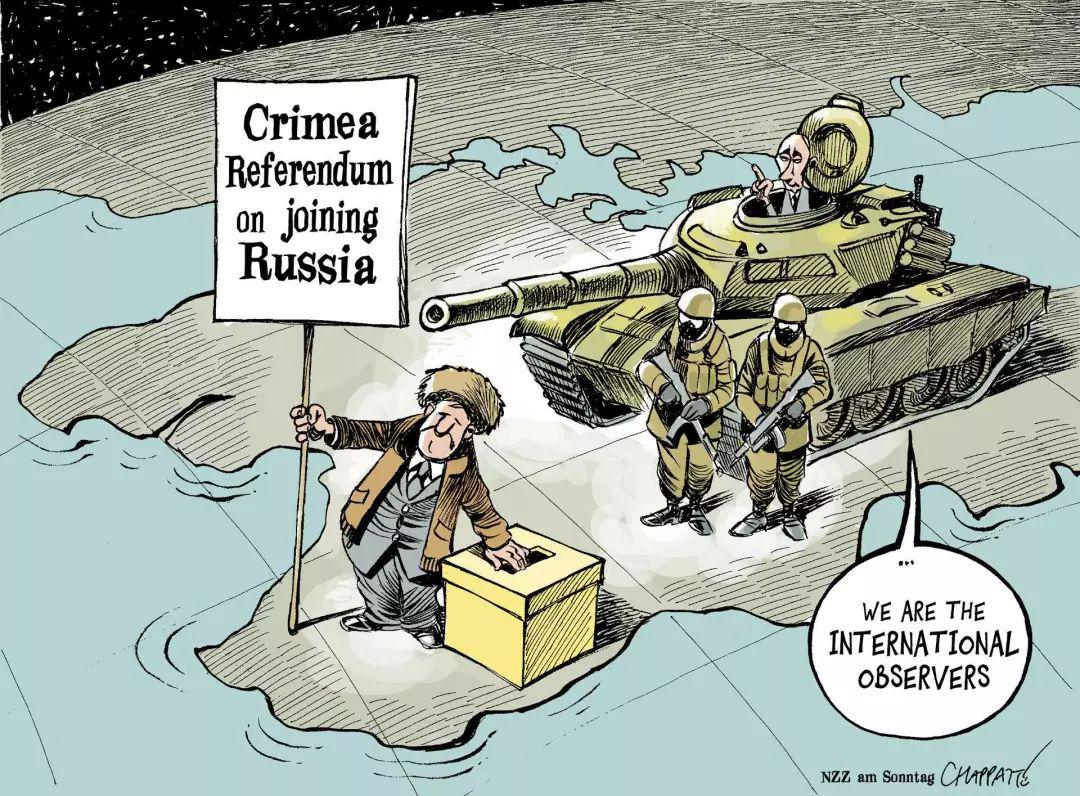 Crimea
Referendum
on joining
Russia
...
WE ARE THE
INTERNATIONAL
OBSERVERS
NZZ am Sonntag CHAPPATTE